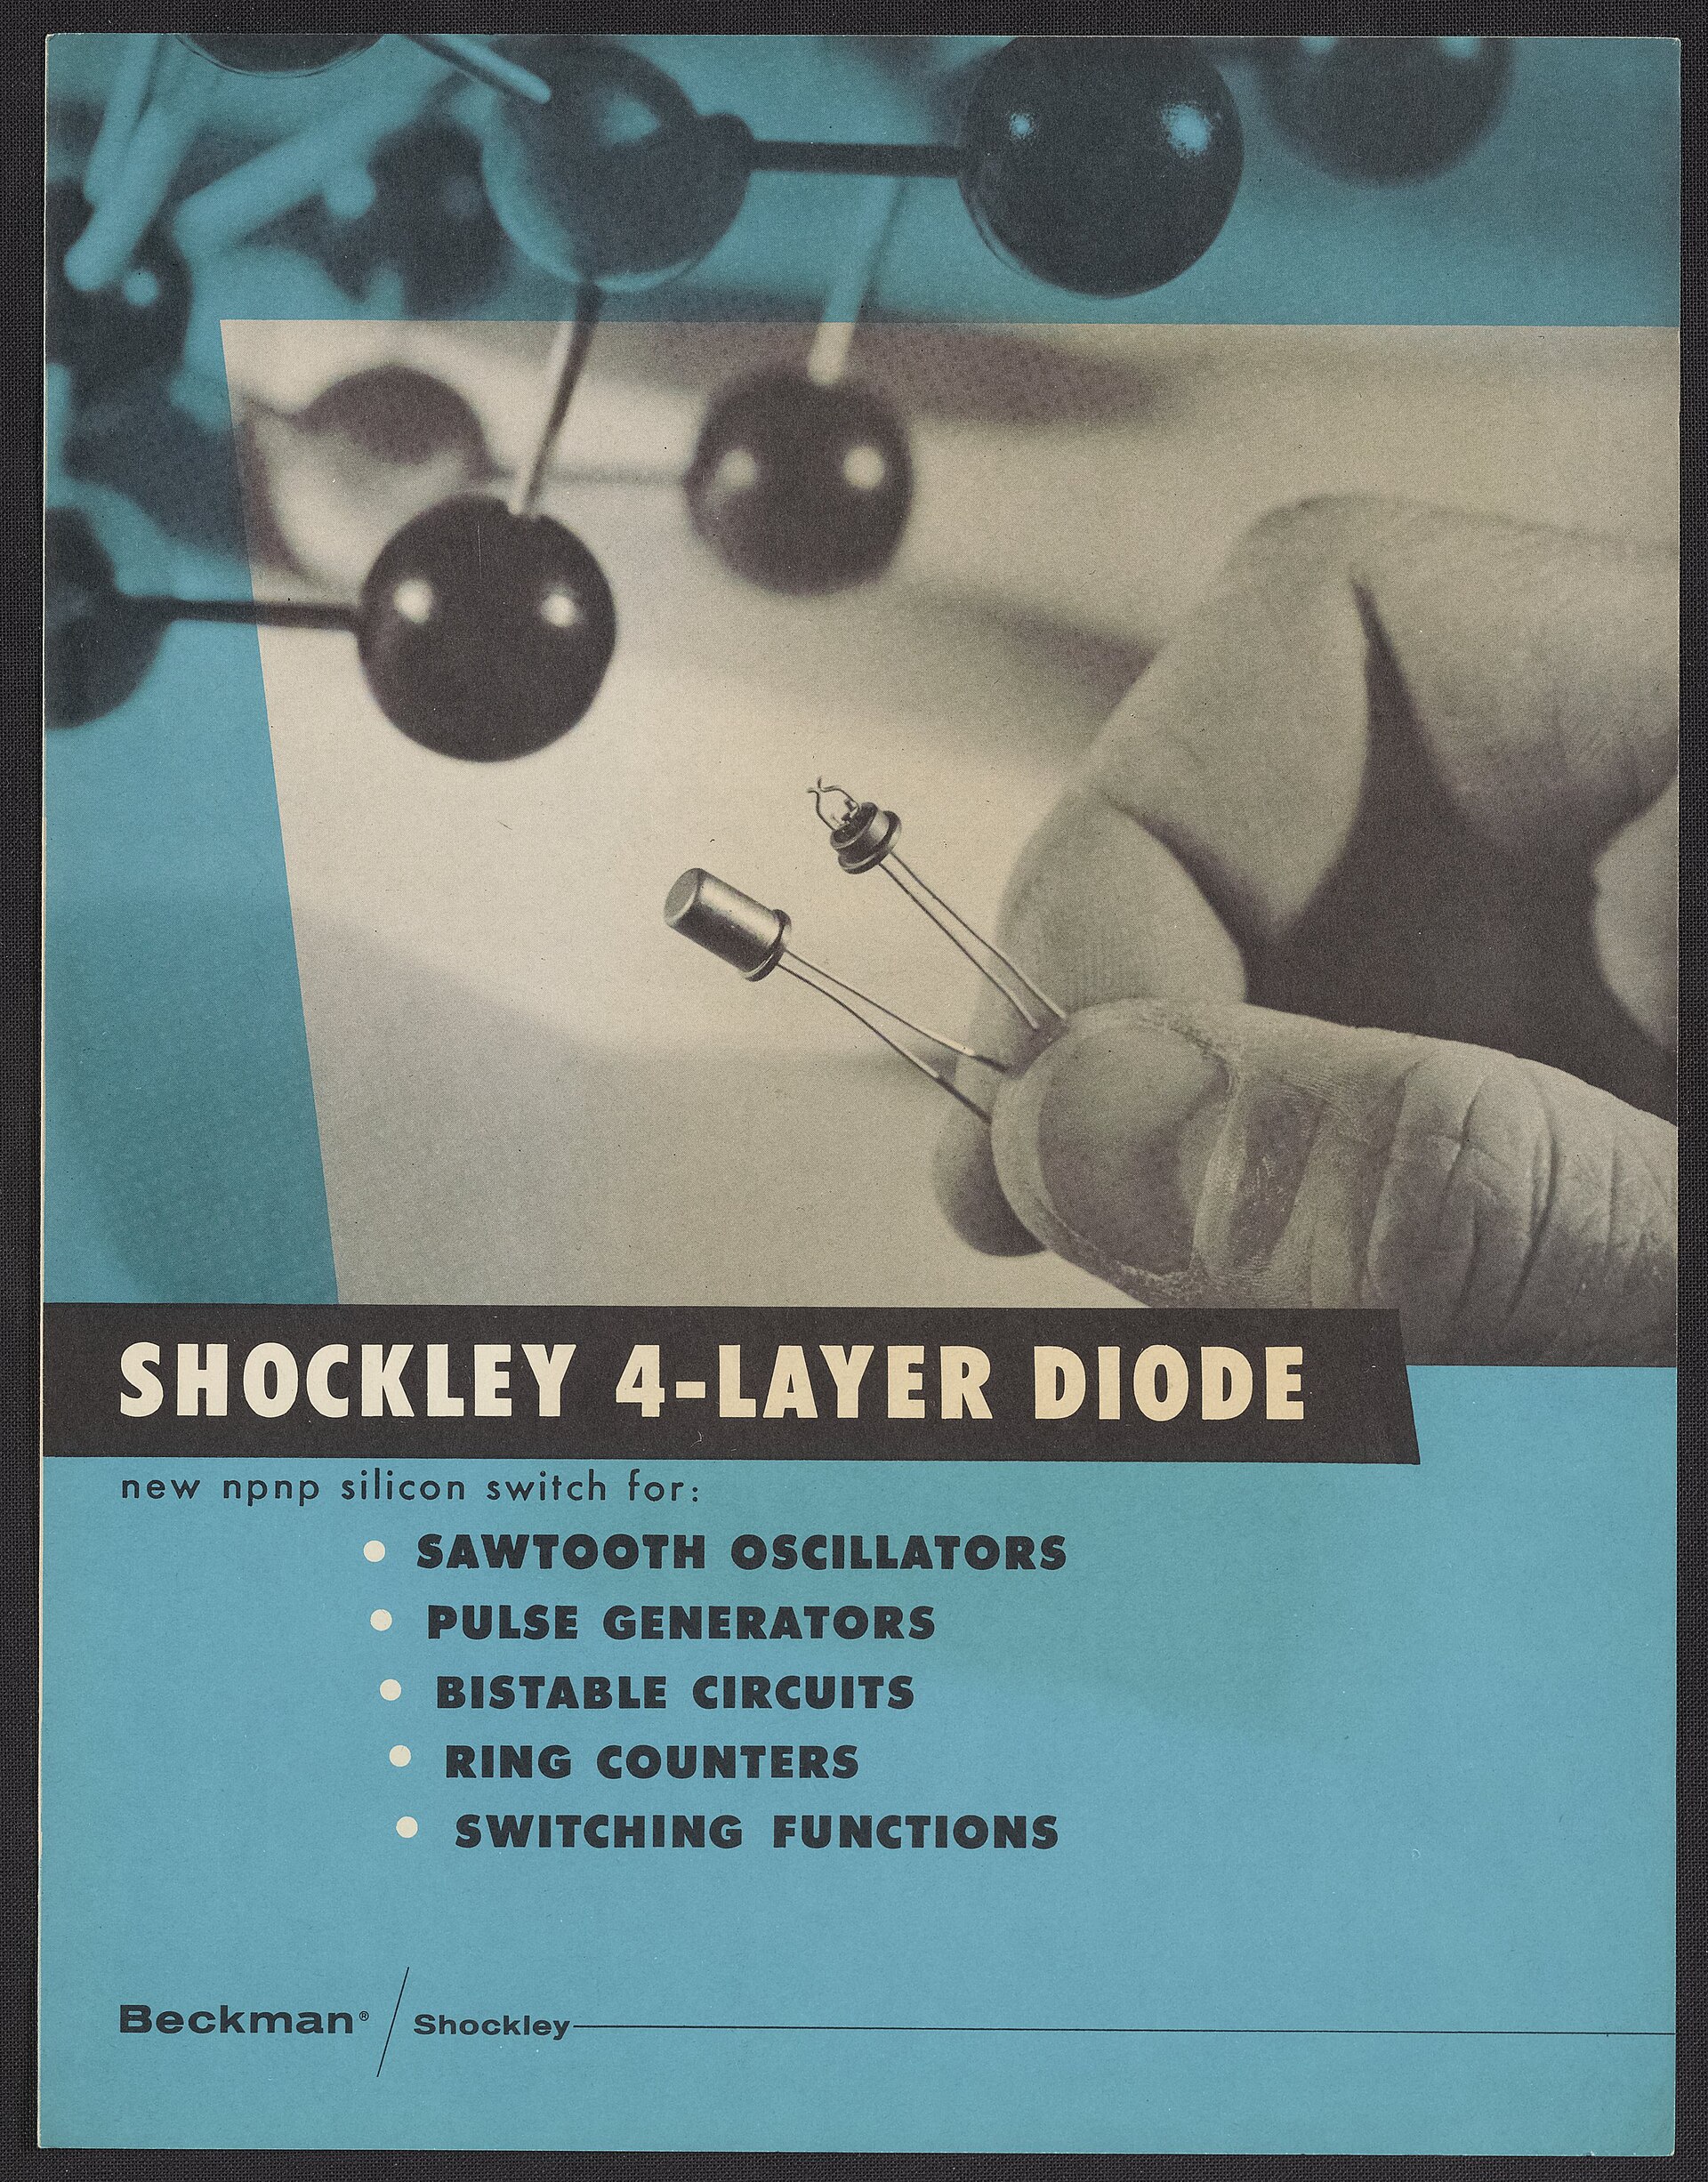 SHOCKLEY 4-LAYER DIODE
new npnp silicon switch for:
• SAWTOOTH OSCILLATORS
• PULSE GENERATORS
• BISTABLE CIRCUITS
• RING COUNTERS
• SWITCHING FUNCTIONS
Beckman® / Shockley